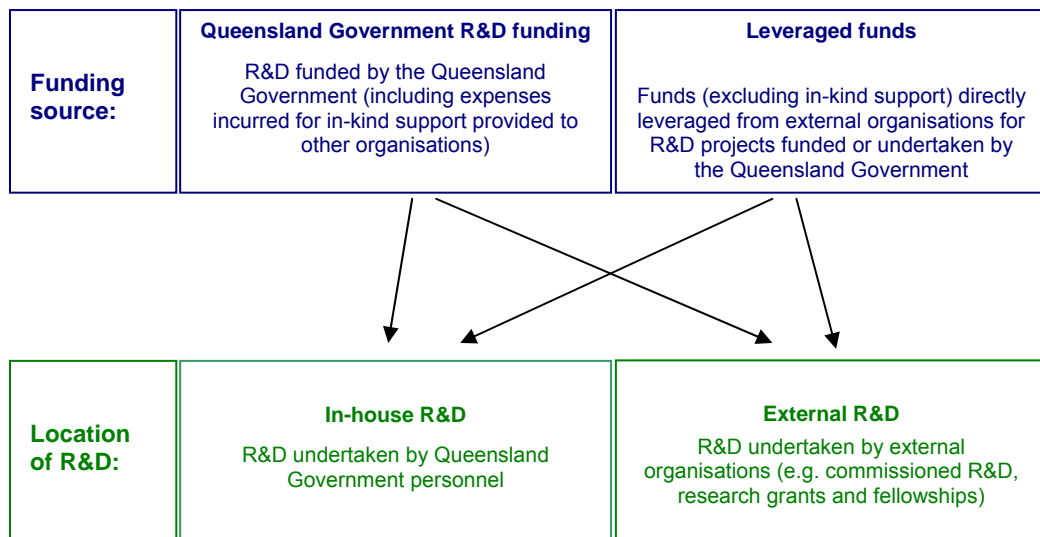 Funding
source:
Queensland Government R&D funding
R&D funded by the Queensland
Government (including expenses
incurred for in-kind support provided to
other organisations)
Leveraged funds
Funds (excluding in-kind support) directly
leveraged from external organisations for
R&D projects funded or undertaken by
the Queensland Government
Location
of R&D:
In-house R&D
R&D undertaken by Queensland
Government personnel
External R&D
R&D undertaken by external
organisations (e.g. commissioned R&D,
research grants and fellowships)